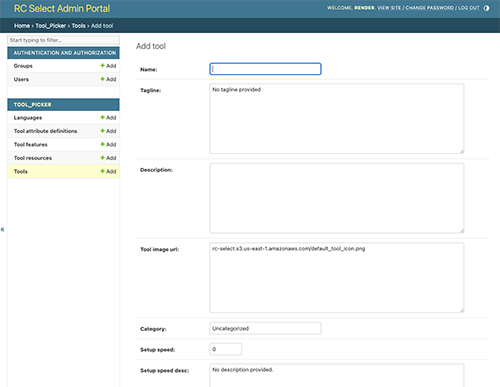 RC Select Admin Portal
WELCOME, RENDER. VIEW SITE / CHANGE PASSWORD / LOG OUT
Home › Tool_Picker › Tools › Add tool
Start typing to filter...
AUTHENTICATION AND AUTHORIZATION
Groups + Add
Users + Add
TOOL_PICKER
Languages + Add
Tool attribute definitions + Add
Tool features + Add
Tool resources + Add
Tools + Add
«
Add tool
Name:
Tagline: No tagline provided
Description:
Tool image url: rc-select.s3.us-east-1.amazonaws.com/default_tool_icon.png
Category: Uncategorized
Setup speed: 0
Setup speed desc: No description provided.